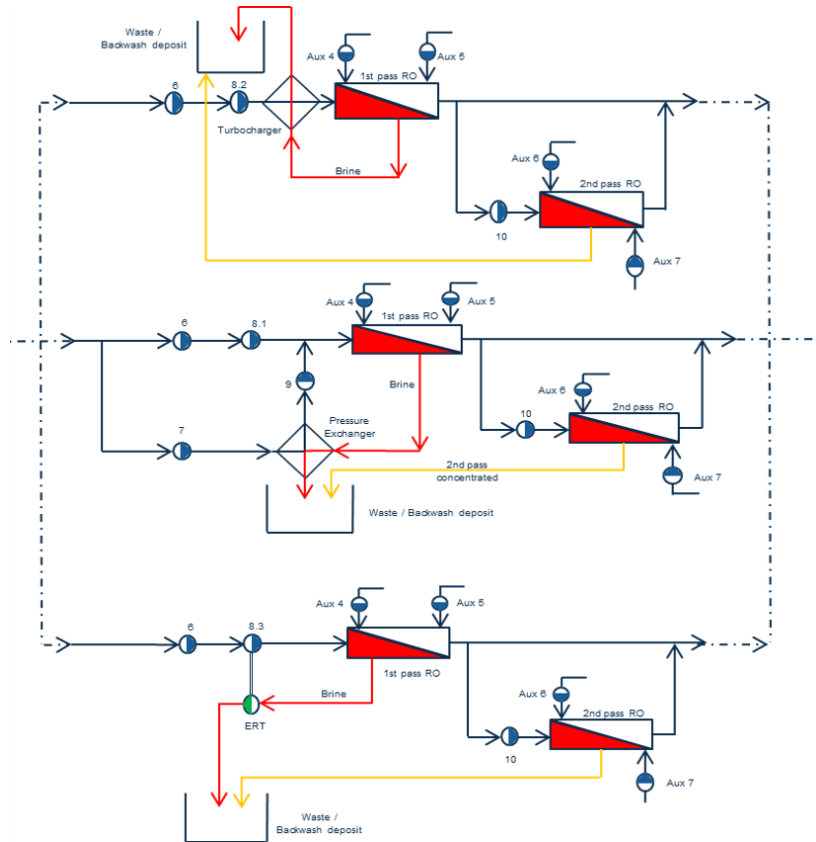 Waste /
Backwash deposit
Aux 4
Aux 5
6
8.2
1st pass RO
Turbocharger
Brine
Aux 6
2nd pass RO
10
Aux 7
Aux 4
Aux 5
6
8.1
1st pass RO
9
Brine
Aux 6
10
2nd pass RO
7
Pressure
Exchanger
2nd pass
concentrated
Aux 7
Waste / Backwash deposit
Aux 4
Aux 5
6
8.3
1st pass RO
Brine
Aux 6
ERT
2nd pass RO
10
Aux 7
Waste /
Backwash deposit